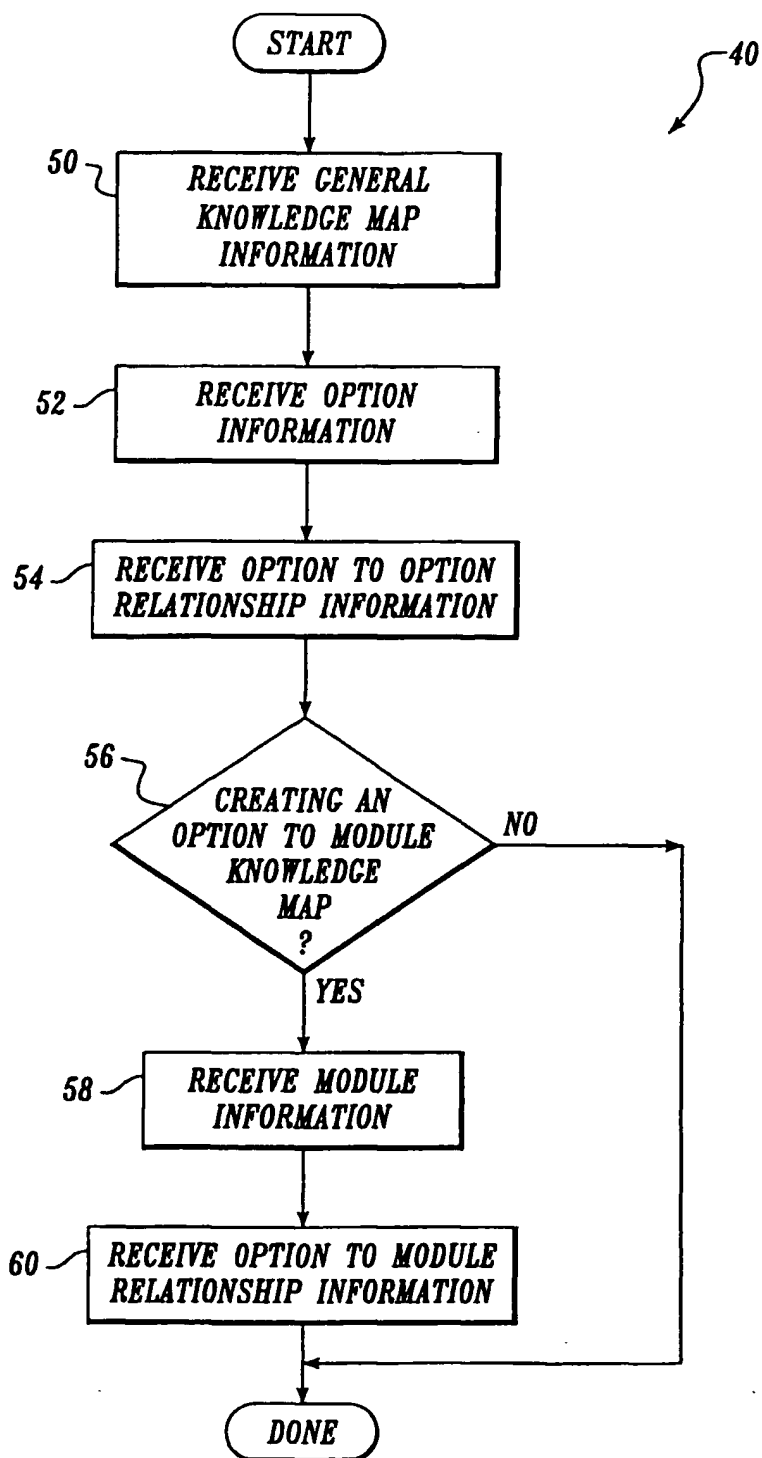 START
40
50
RECEIVE GENERAL
KNOWLEDGE MAP
INFORMATION
52
RECEIVE OPTION
INFORMATION
54
RECEIVE OPTION TO OPTION
RELATIONSHIP INFORMATION
56
CREATING AN
OPTION TO MODULE
KNOWLEDGE
MAP
?
NO
YES
58
RECEIVE MODULE
INFORMATION
60
RECEIVE OPTION TO MODULE
RELATIONSHIP INFORMATION
DONE